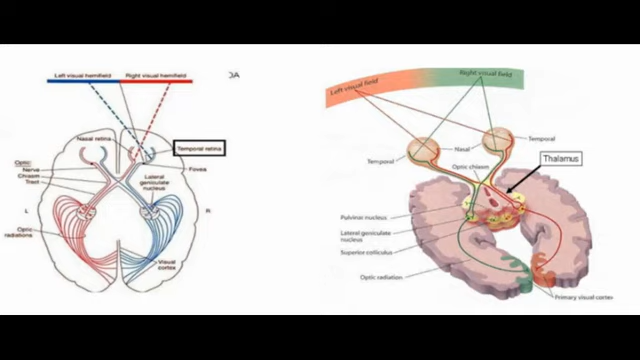 Left visual hemifield
Right visual hemifield
Nasal retina
Temporal retina
Optic:
Nerve
Chiasm
Tract
Fovea
Lateral
geniculate
nucleus
L
R
Optic
radiations
Visual
cortex
Left visual field
Right visual field
Temporal
Nasal
Temporal
Optic chiasm
Thalamus
Pulvinar nucleus
Lateral geniculate
nucleus
Superior colliculus
Optic radiation
Primary visual cortex